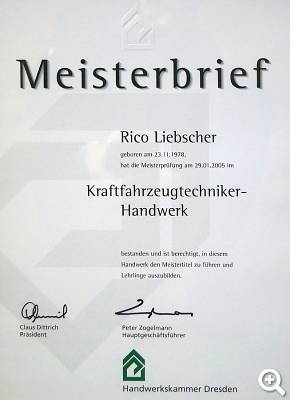 Meisterbrief
Rico Liebscher
geboren am 23.11.1978,
hat die Meisterprüfung am 29.01.2005 im
Kraftfahrzeugtechniker-
Handwerk
bestanden und ist berechtigt, in diesem
Handwerk den Meistertitel zu führen und
Lehrlinge auszubilden.
Claus Dittrich
Präsident
Peter Zogelmann
Hauptgeschäftsführer
Handwerkskammer Dresden